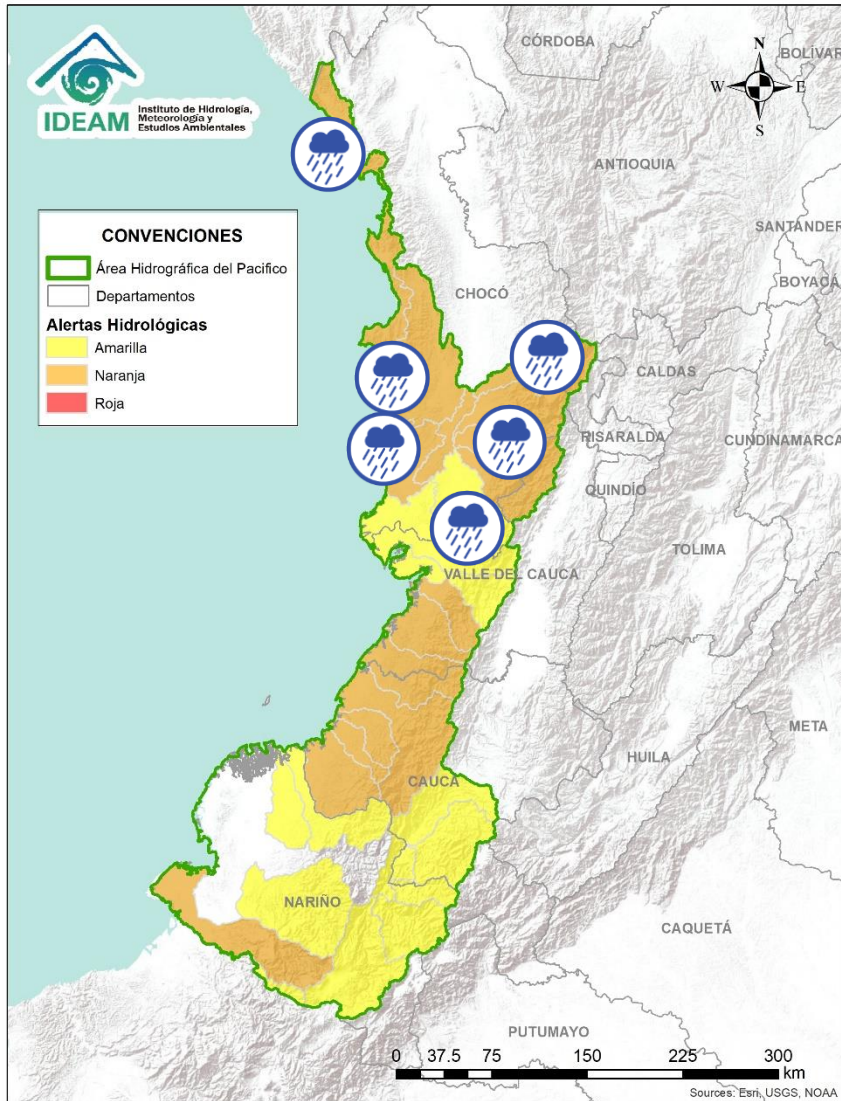 IDEAM
Instituto de Hidrología,
Meteorología y
Estudios Ambientales
N
W E
S
CONVENCIONES
Área Hidrográfica del Pacifico
Departamentos
Alertas Hidrológicas
Amarilla
Naranja
Roja
CÓRDOBA
BOLÍVAR
ANTIOQUIA
SANTANDER
BOYACÁ
CHOCÓ
CALDAS
RISARALDA
CUNDINAMARCA
QUINDÍO
TOLIMA
VALLE DEL CAUCA
META
HUILA
CAUCA
NARIÑO
CAQUETÁ
PUTUMAYO
0 37.5 75 150 225 300
km
Sources: Esri, USGS, NOAA